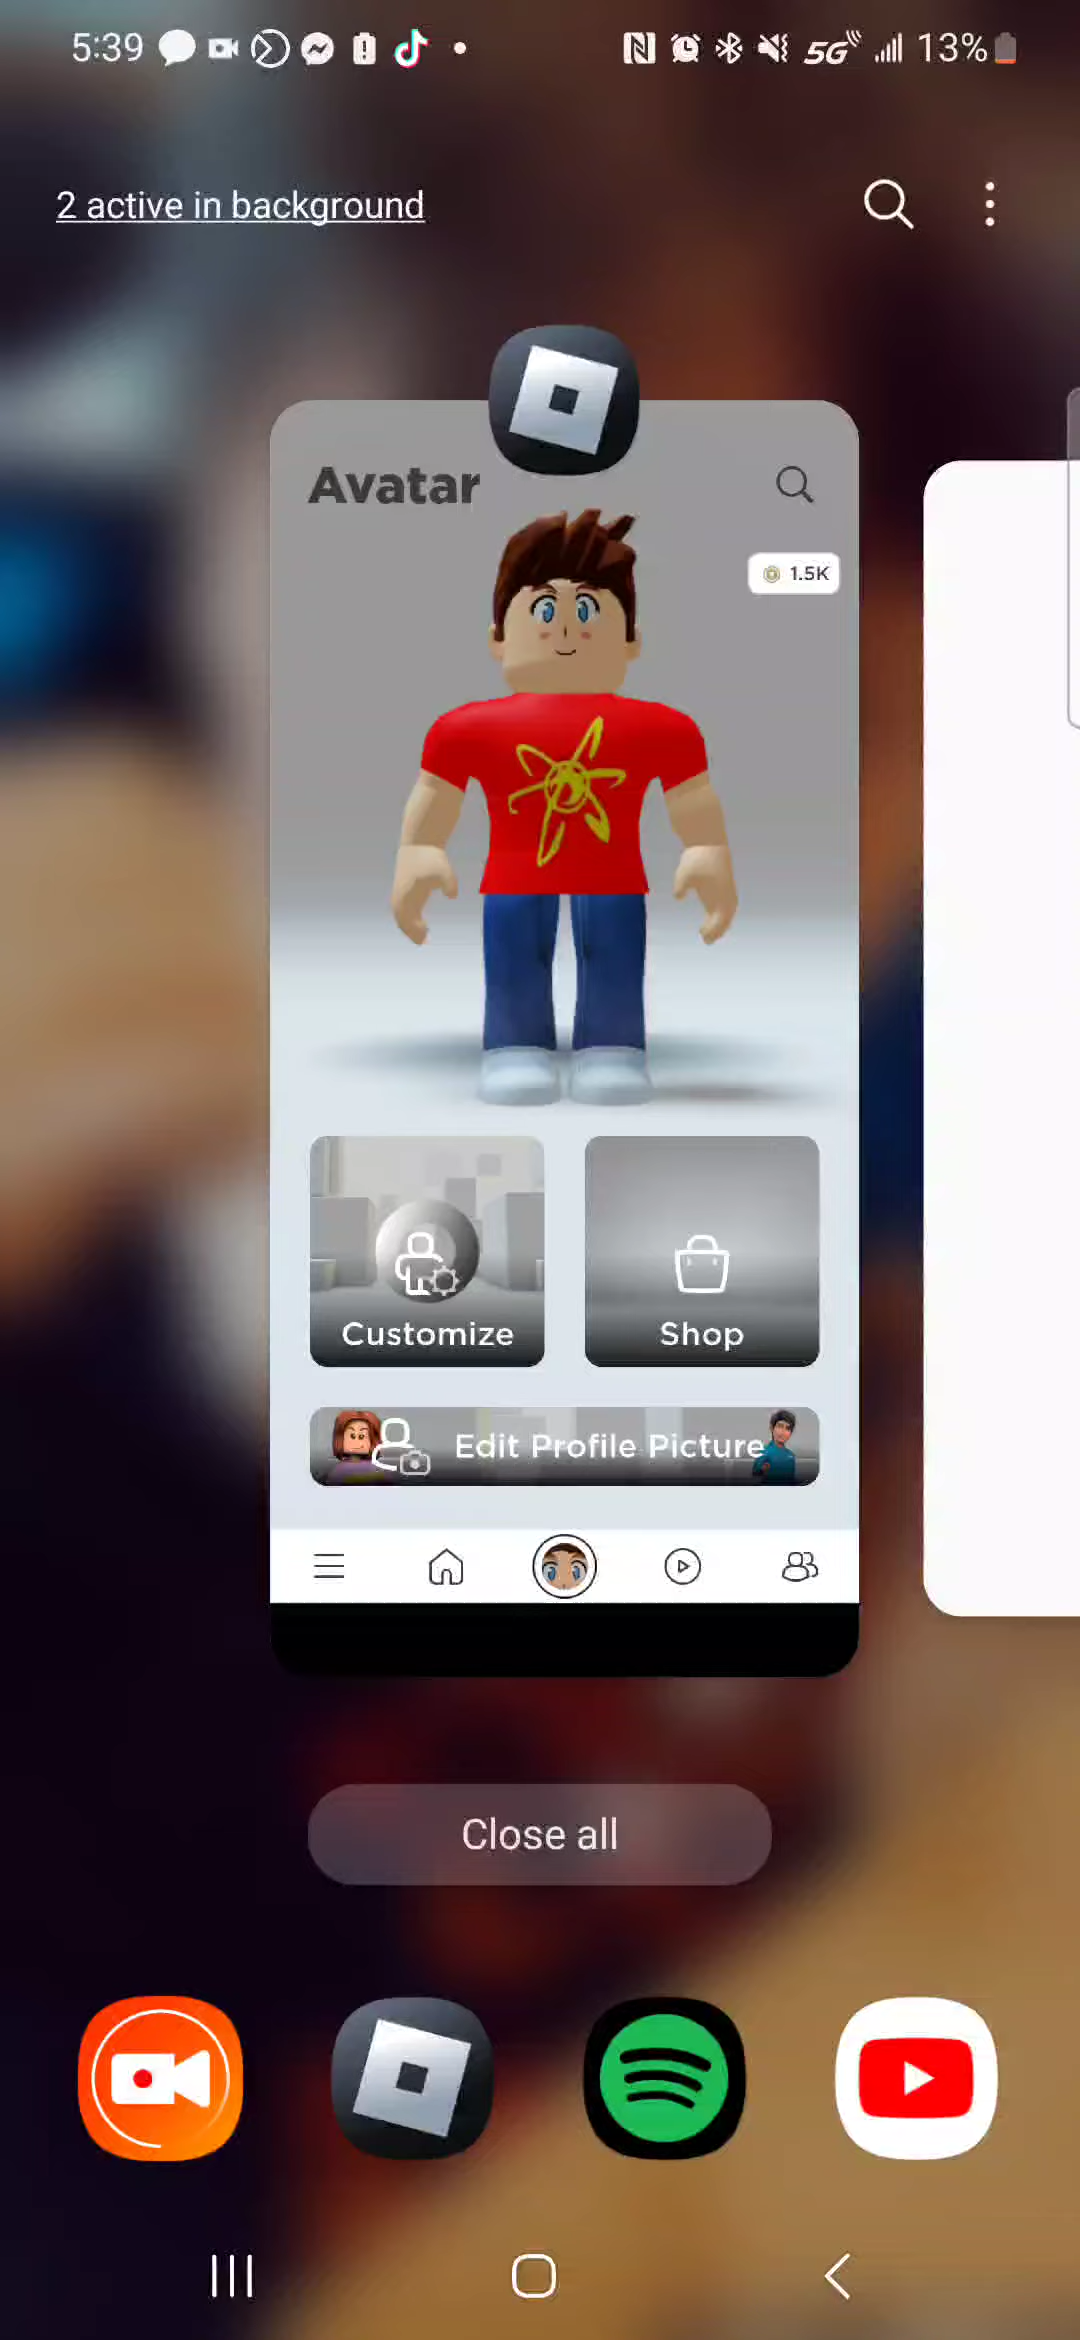 5:39 5G 13%
2 active in background
Avatar
1.5K
Customize
Shop
Edit Profile Picture
Close all